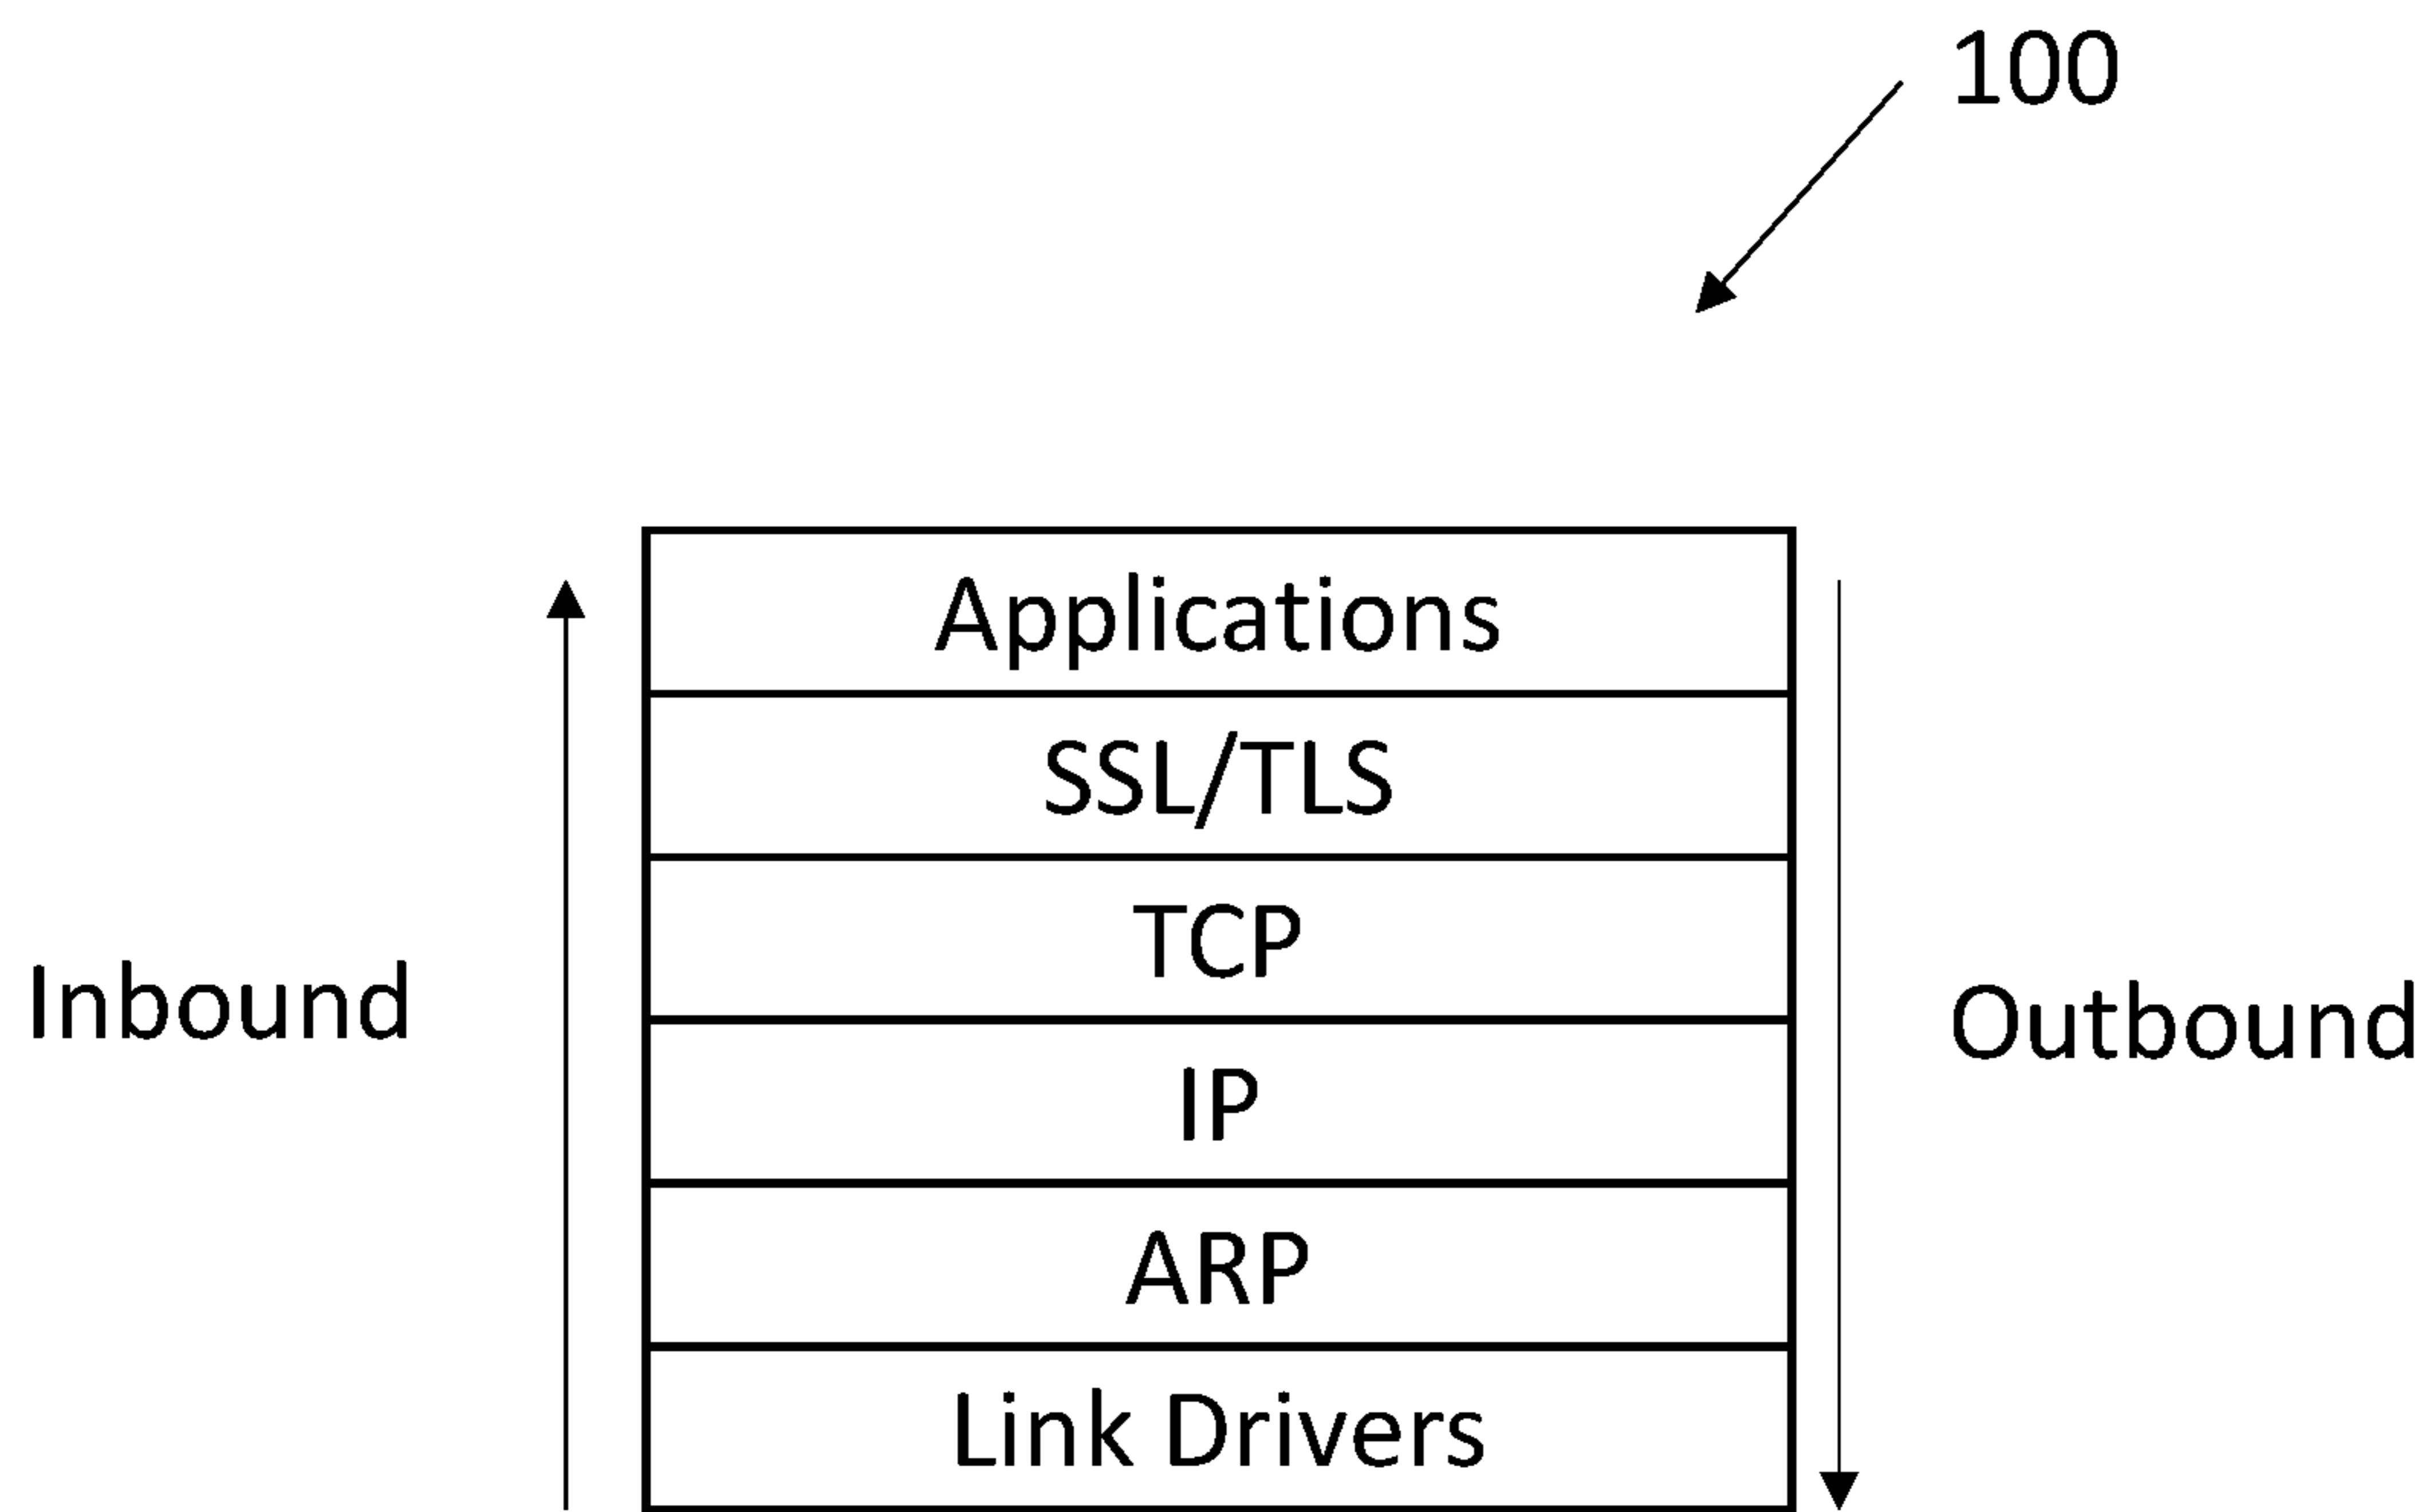 100
Applications
SSL/TLS
TCP
Inbound
Outbound
IP
ARP
Link Drivers